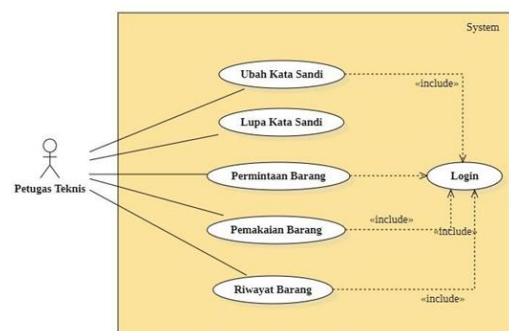 System
Ubah Kata Sandi
«include»
Lupa Kata Sandi
Petugas Teknis
Permintaan Barang
Login
«include»
Pemakaian Barang
«include»
Riwayat Barang
«include»